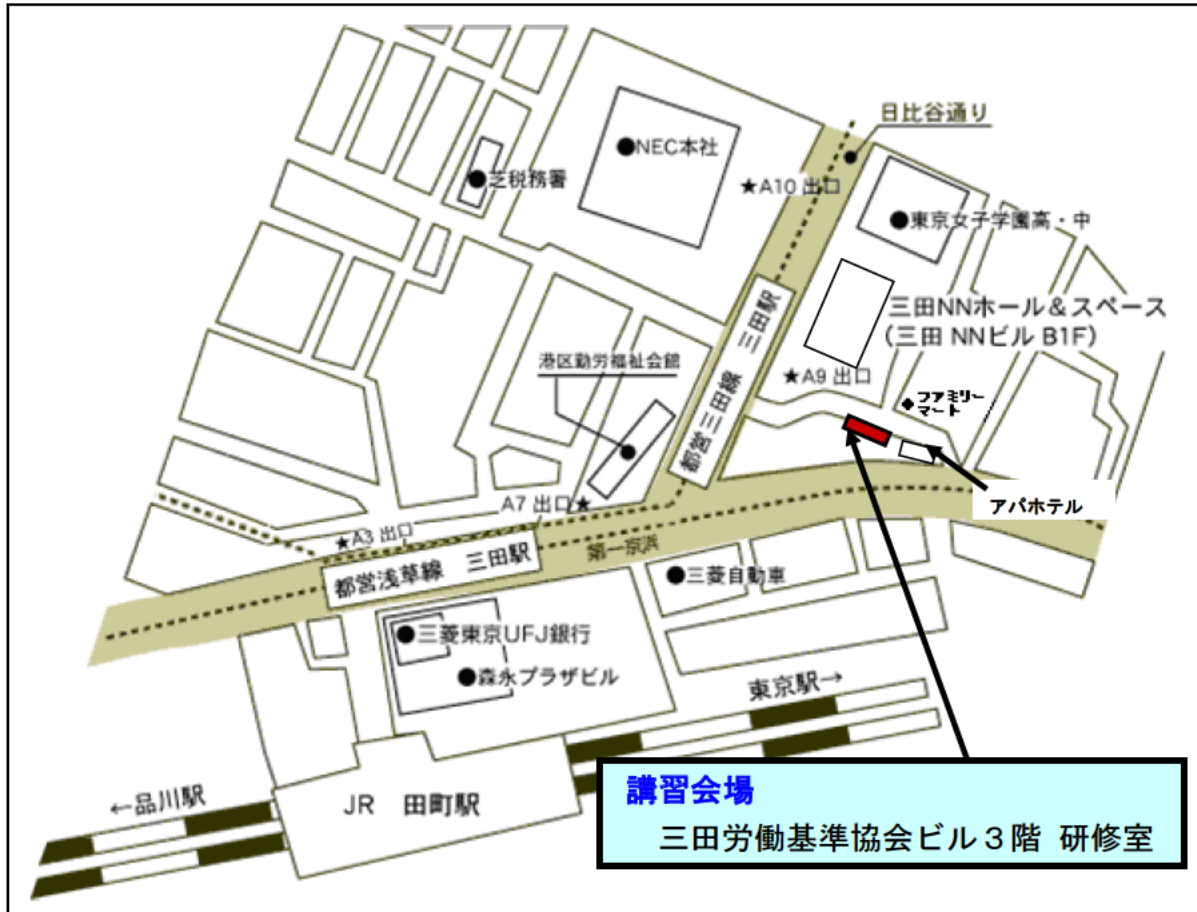 日比谷通り
●NEC本社
●芝税務署
★A10 出口
●東京女子学園高・中
三田NNホール＆スペース
（三田 NNビル B1F）
都営三田線 三田駅
港区勤労福祉会館
★A9 出口
ファミリー
マート
アパホテル
A7 出口★
★A3 出口
第一京浜
都営浅草線 三田駅
●三菱自動車
●三菱東京UFJ銀行
●森永プラザビル
東京駅→
←品川駅
JR 田町駅
講習会場
三田労働基準協会ビル３階 研修室